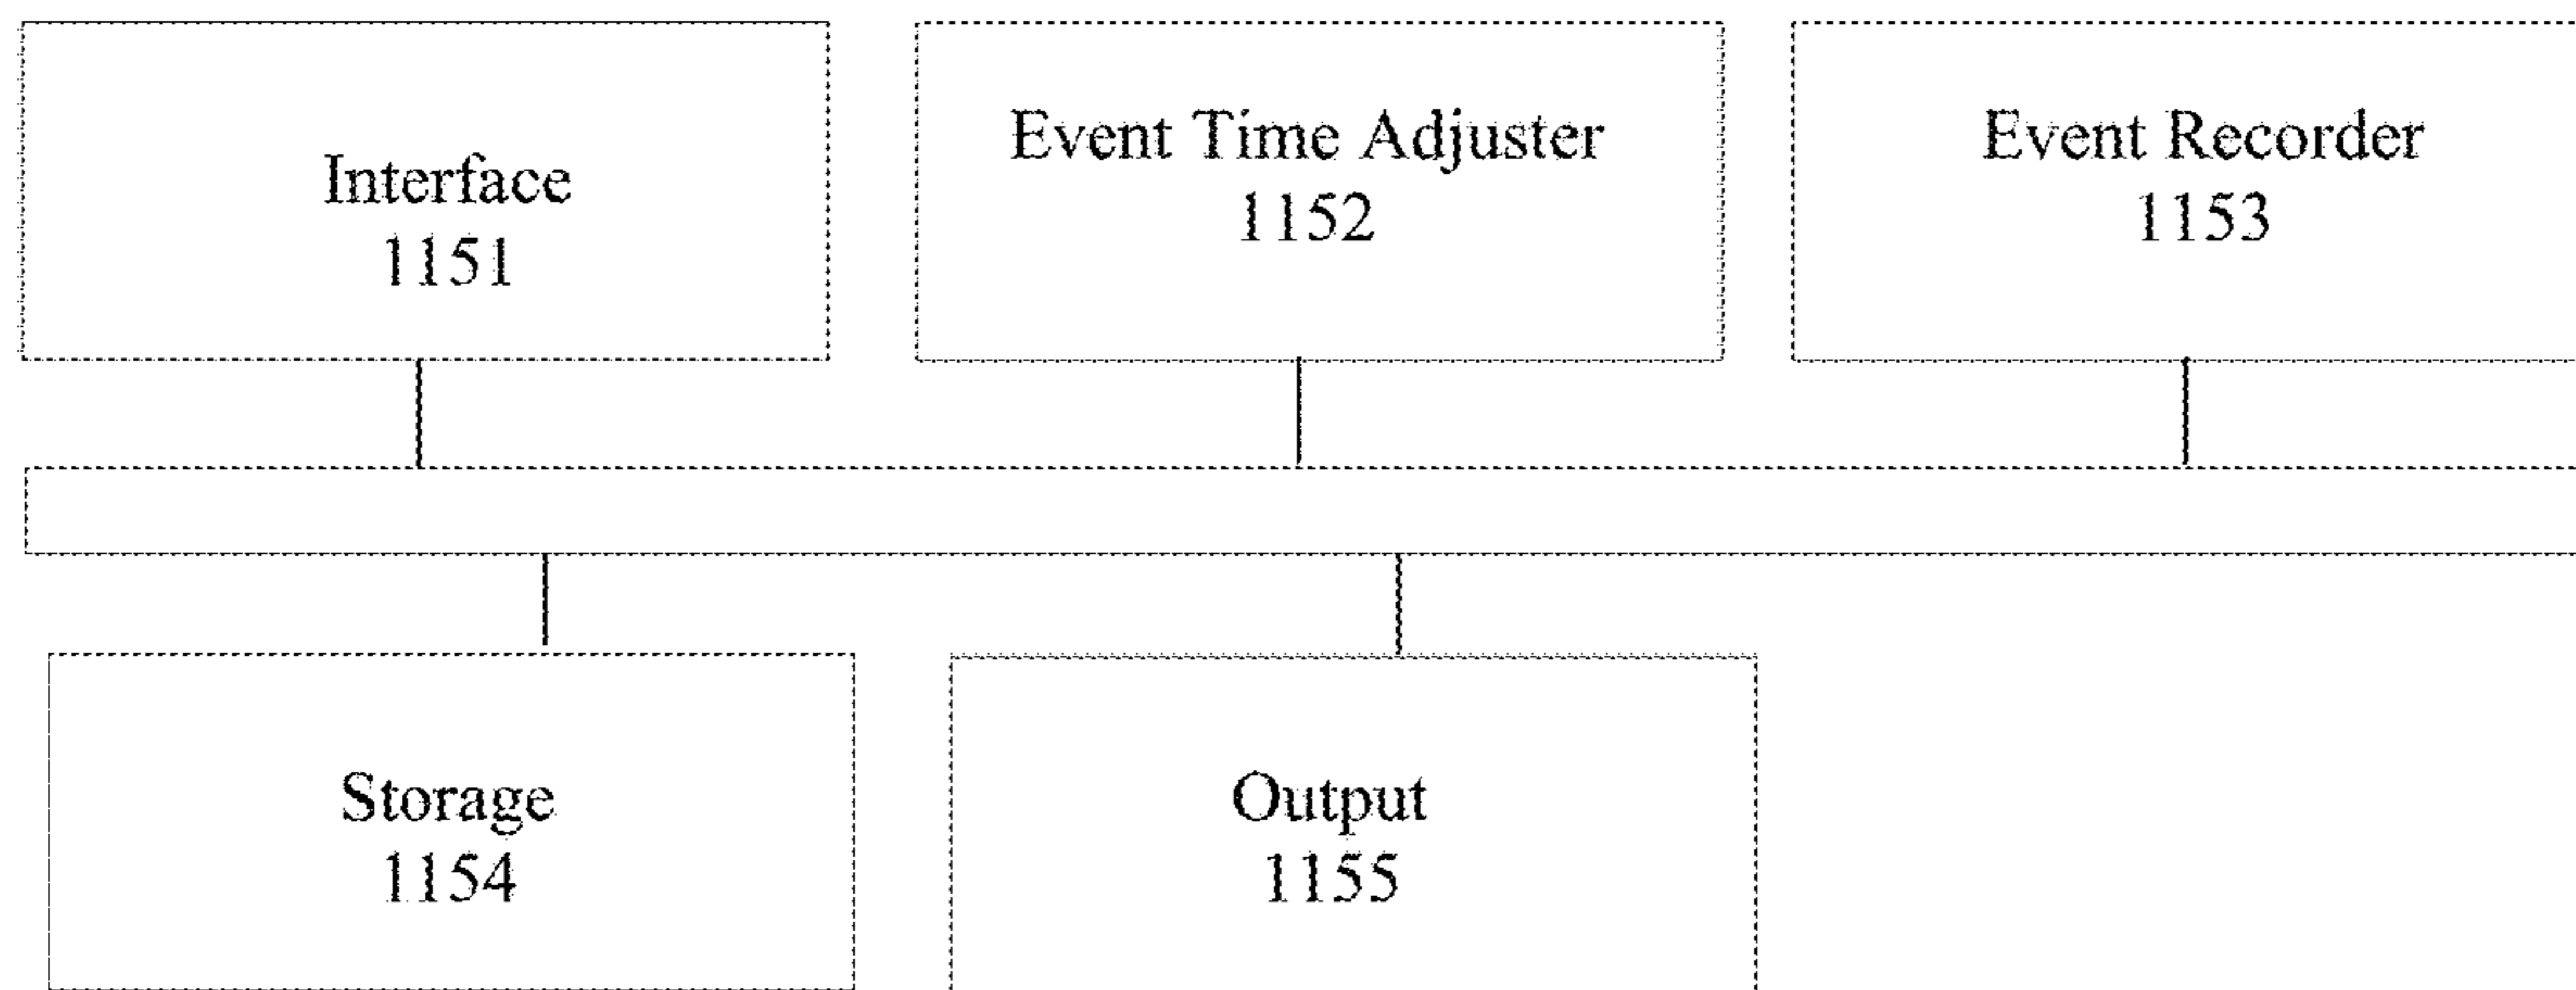 Interface
1151
Event Time Adjuster
1152
Event Recorder
1153
Storage
1154
Output
1155